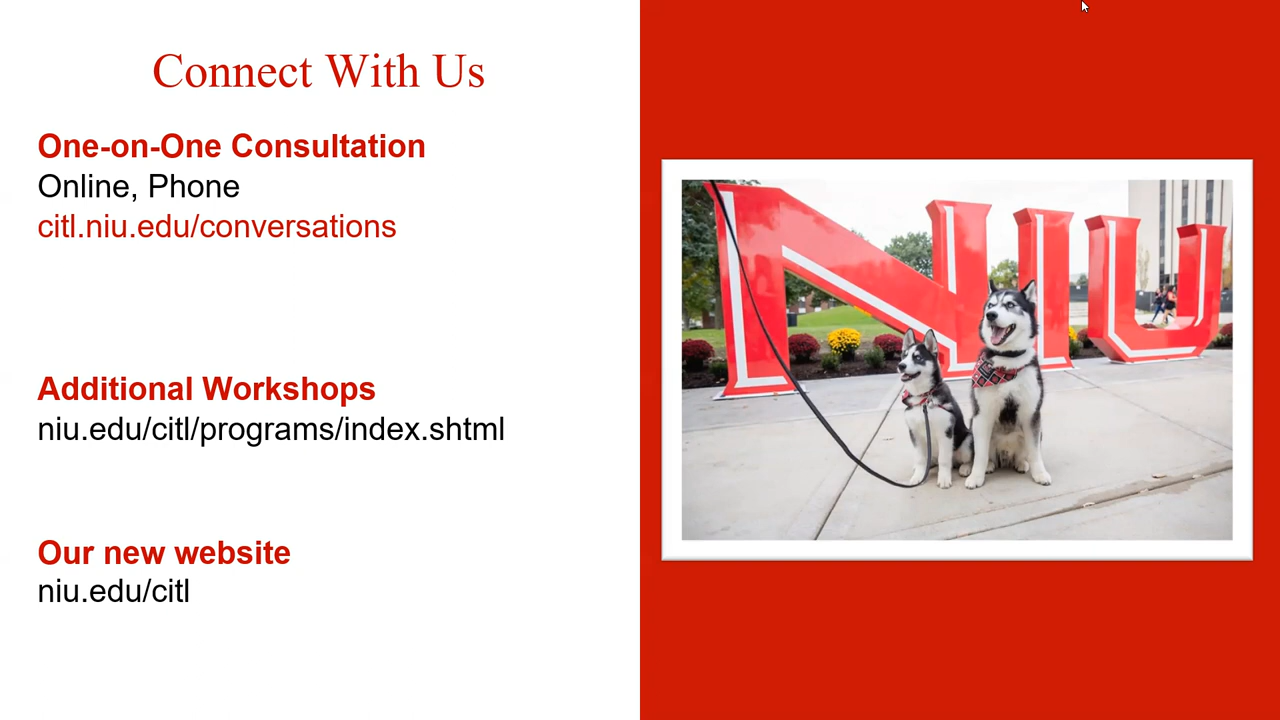 Connect With Us
One-on-One Consultation
Online, Phone
citl.niu.edu/conversations
Additional Workshops
niu.edu/citl/programs/index.shtml
Our new website
niu.edu/citl
NIU